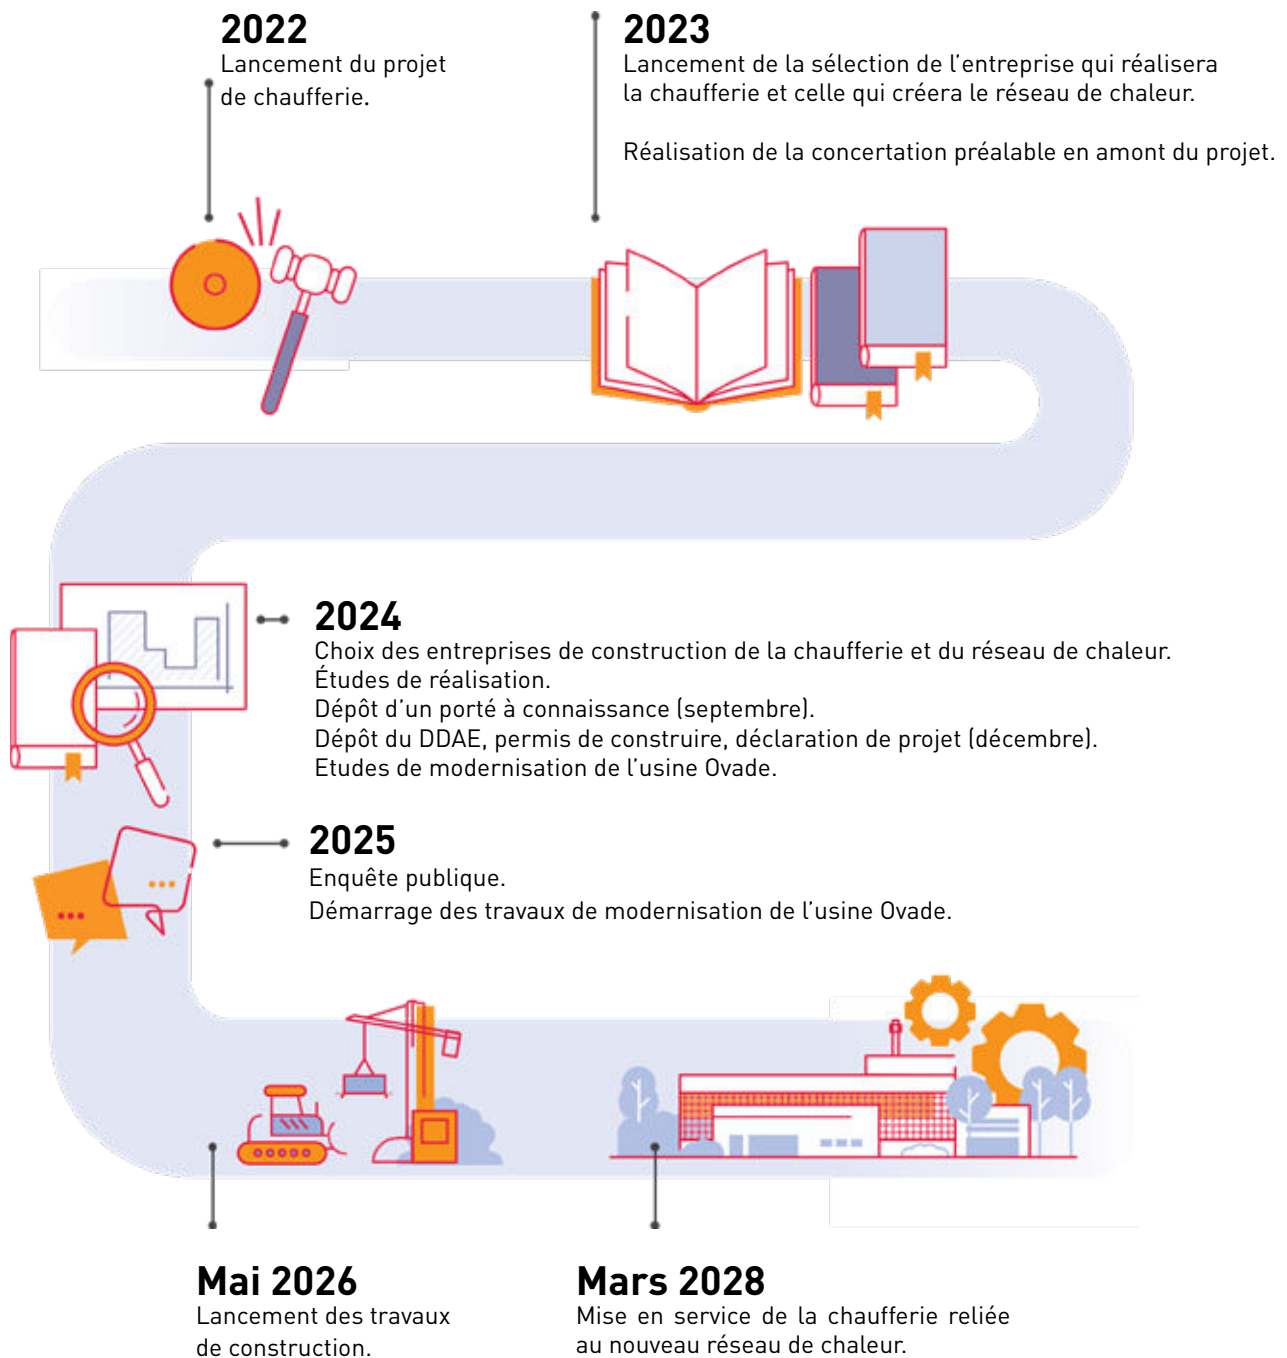 2022
Lancement du projet
de chaufferie.
2023
Lancement de la sélection de l’entreprise qui réalisera
la chaufferie et celle qui créera le réseau de chaleur.
Réalisation de la concertation préalable en amont du projet.
2024
Choix des entreprises de construction de la chaufferie et du réseau de chaleur.
Études de réalisation.
Dépôt d’un porté à connaissance (septembre).
Dépôt du DDAE, permis de construire, déclaration de projet (décembre).
Etudes de modernisation de l’usine Ovade.
2025
Enquête publique.
Démarrage des travaux de modernisation de l’usine Ovade.
Mai 2026
Lancement des travaux
de construction.
Mars 2028
Mise en service de la chaufferie reliée
au nouveau réseau de chaleur.